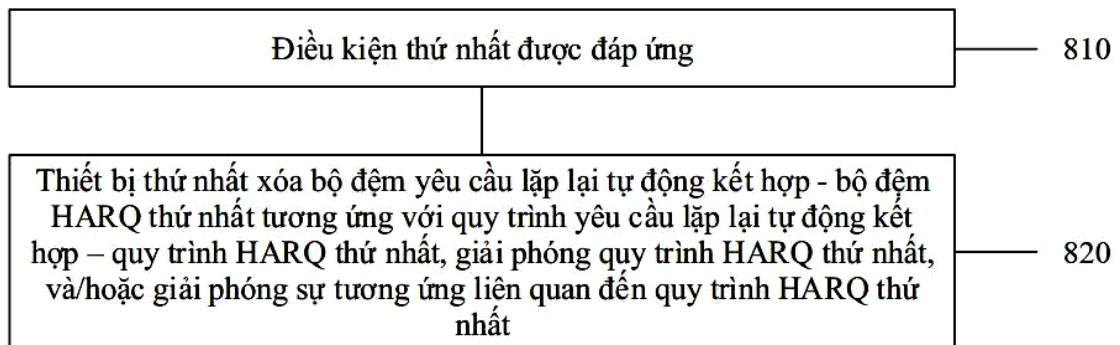 Điều kiện thứ nhất được đáp ứng
810
Thiết bị thứ nhất xóa bộ đệm yêu cầu lặp lại tự động kết hợp - bộ đệm
HARQ thứ nhất tương ứng với quy trình yêu cầu lặp lại tự động kết
hợp – quy trình HARQ thứ nhất, giải phóng quy trình HARQ thứ nhất,
và/hoặc giải phóng sự tương ứng liên quan đến quy trình HARQ thứ
nhất
820